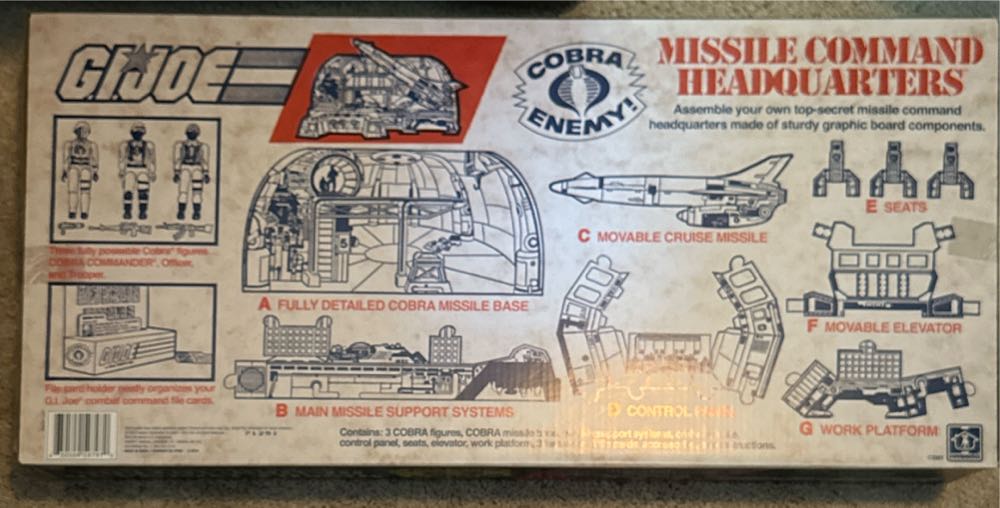 G.I. JOE
COBRA
ENEMY!
MISSILE COMMAND
HEADQUARTERS
Assemble your own top-secret missile command
headquarters made of sturdy graphic board components.
Three fully poseable Cobra figures
COBRA COMMANDER, Officer,
and Trooper.
5
A FULLY DETAILED COBRA MISSILE BASE
C MOVABLE CRUISE MISSILE
E SEATS
G.I.JOE
File card holder neatly organizes your
G.I. Joe combat command file cards.
B MAIN MISSILE SUPPORT SYSTEMS
D CONTROL
F MOVABLE ELEVATOR
G WORK PLATFORM
Contains: 3 COBRA figures, COBRA missile
control panel, seats, elevator, work platform,